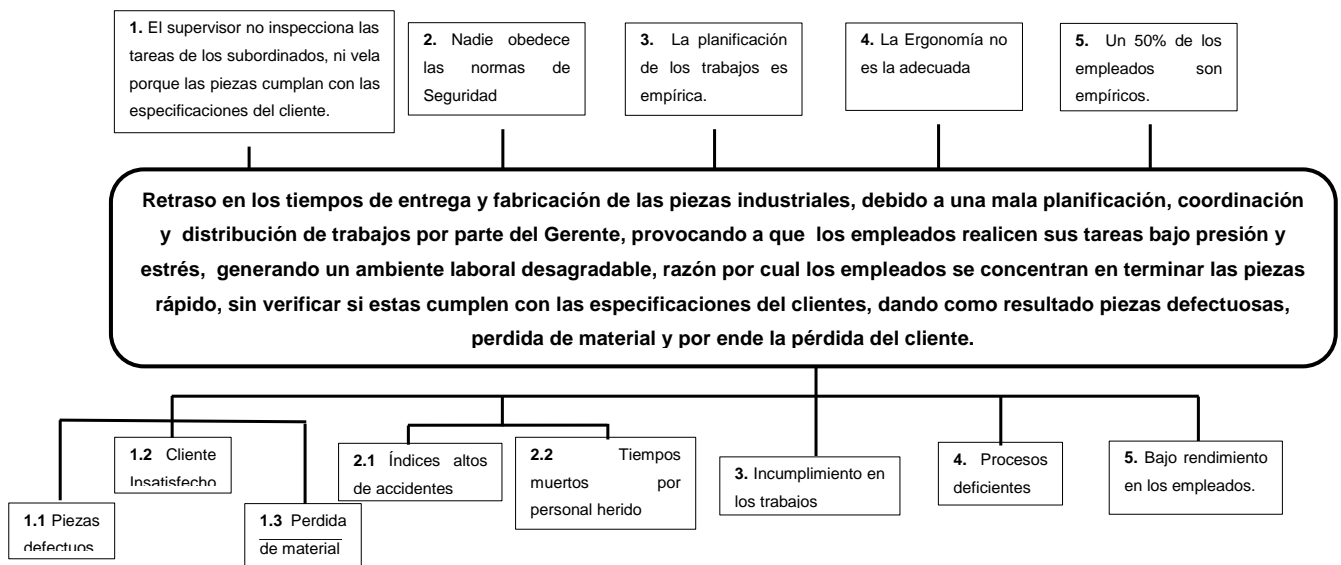 1. El supervisor no inspecciona las
tareas de los subordinados, ni vela
porque las piezas cumplan con las
especificaciones del cliente.
2. Nadie obedece
las normas de
Seguridad
3. La planificación
de los trabajos es
empírica.
4. La Ergonomía no
es la adecuada
5. Un 50% de los
empleados son
empíricos.
Retraso en los tiempos de entrega y fabricación de las piezas industriales, debido a una mala planificación, coordinación
y distribución de trabajos por parte del Gerente, provocando a que los empleados realicen sus tareas bajo presión y
estrés, generando un ambiente laboral desagradable, razón por cual los empleados se concentran en terminar las piezas
rápido, sin verificar si estas cumplen con las especificaciones del clientes, dando como resultado piezas defectuosas,
perdida de material y por ende la pérdida del cliente.
1.1 Piezas
defectuos
1.2 Cliente
Insatisfecho
1.3 Perdida
de material
2.1 Índices altos
de accidentes
2.2 Tiempos
muertos por
personal herido
3. Incumplimiento en
los trabajos
4. Procesos
deficientes
5. Bajo rendimiento
en los empleados.